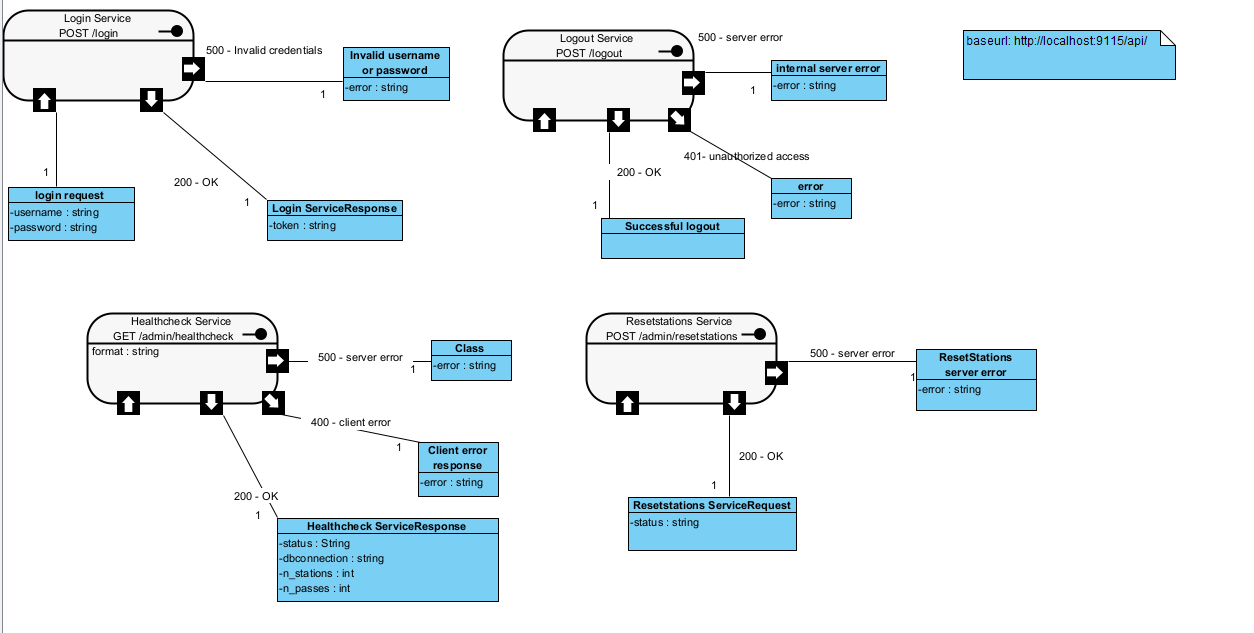 Login Service
POST /login
500 - Invalid credentials
Invalid username
or password
-error : string
1
1
login request
-username : string
-password : string
200 - OK
1
Login ServiceResponse
-token : string
Logout Service
POST /logout
500 - server error
internal server error
-error : string
1
401- unauthorized access
error
-error : string
200 - OK
1
Successful logout
baseurl: http://localhost:9115/api/
Healthcheck Service
GET /admin/healthcheck
format : string
500 - server error
1
Class
-error : string
400 - client error
1
Client error
response
-error : string
200 - OK
1
Healthcheck ServiceResponse
-status : String
-dbconnection : string
-n_stations : int
-n_passes : int
Resetstations Service
POST /admin/resetstations
500 - server error
1
ResetStations
server error
-error : string
200 - OK
1
Resetstations ServiceRequest
-status : string